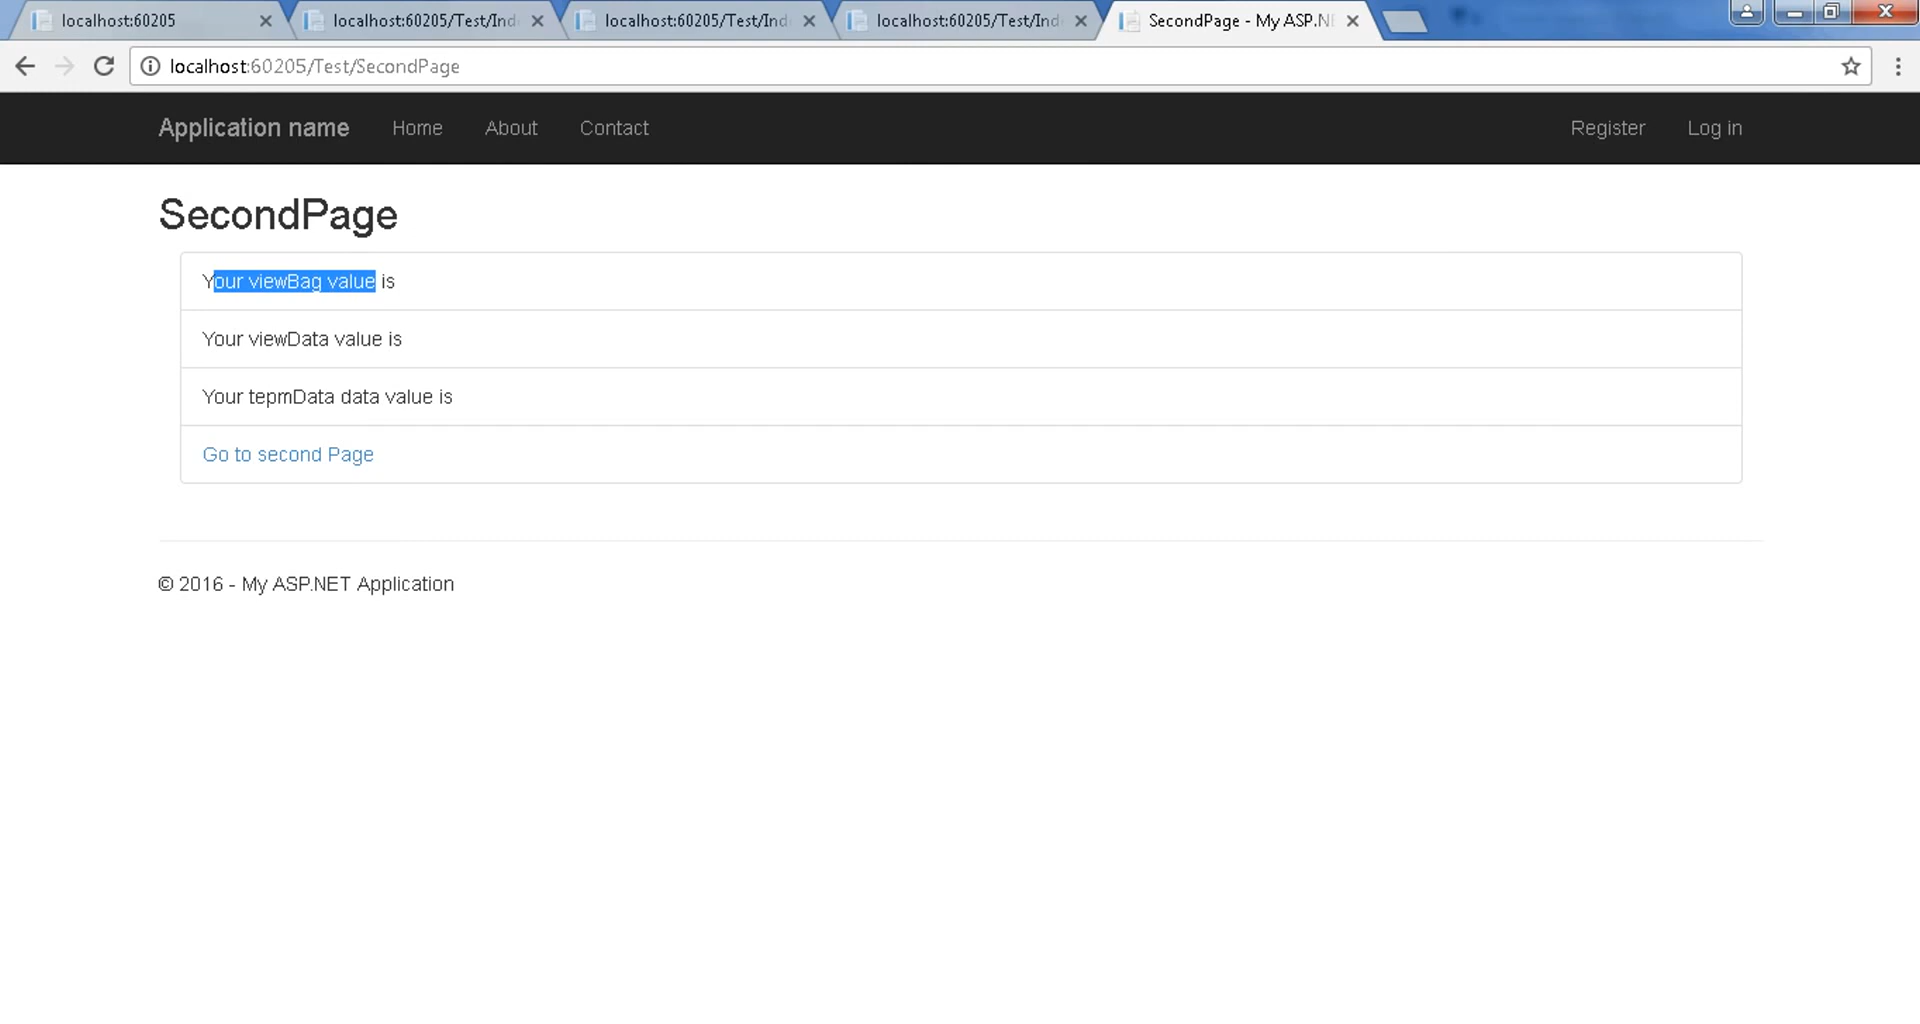 localhost:60205
localhost:60205/Test/Ind
localhost:60205/Test/Ind
localhost:60205/Test/Ind
SecondPage - My ASP.N
localhost:60205/Test/SecondPage
Application name
Home
About
Contact
Register
Log in
SecondPage
Your viewBag value is
Your viewData value is
Your tepmData data value is
Go to second Page
© 2016 - My ASP.NET Application